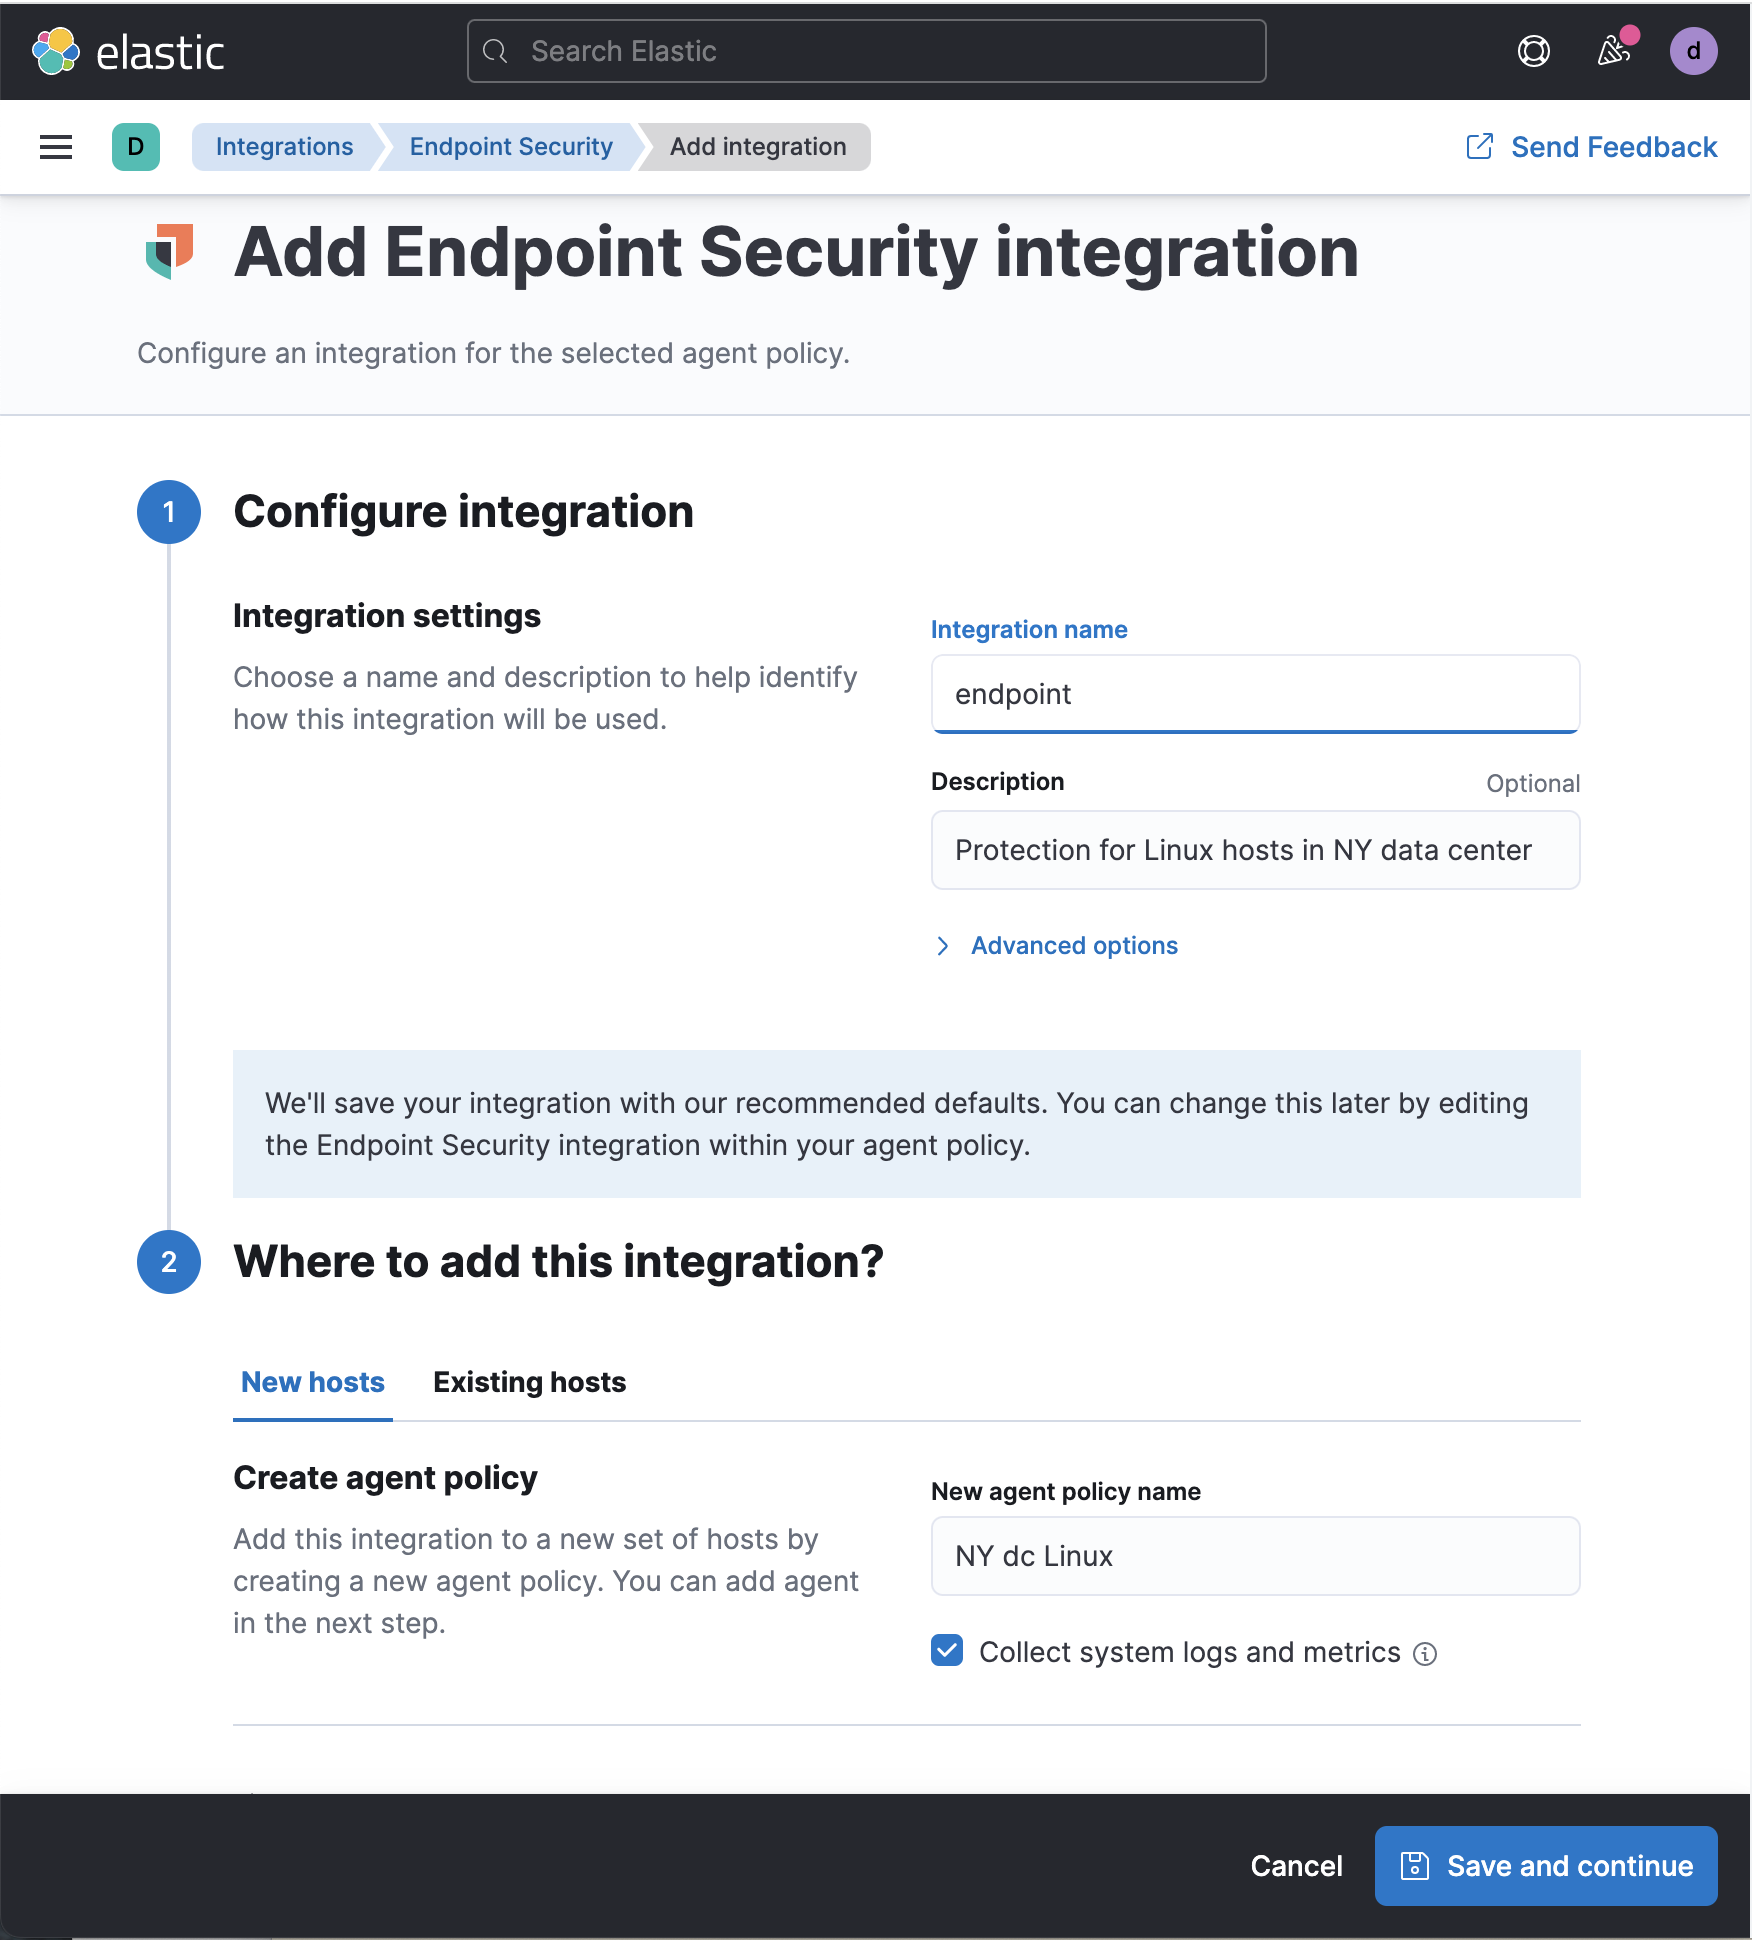 elastic
Search Elastic
d
D
Integrations
Endpoint Security
Add integration
Send Feedback
Add Endpoint Security integration
Configure an integration for the selected agent policy.
1
Configure integration
Integration settings
Choose a name and description to help identify
how this integration will be used.
Integration name
endpoint
Description
Optional
Protection for Linux hosts in NY data center
Advanced options
We'll save your integration with our recommended defaults. You can change this later by editing
the Endpoint Security integration within your agent policy.
2
Where to add this integration?
New hosts
Existing hosts
Create agent policy
Add this integration to a new set of hosts by
creating a new agent policy. You can add agent
in the next step.
New agent policy name
NY dc Linux
Collect system logs and metrics
Cancel
Save and continue